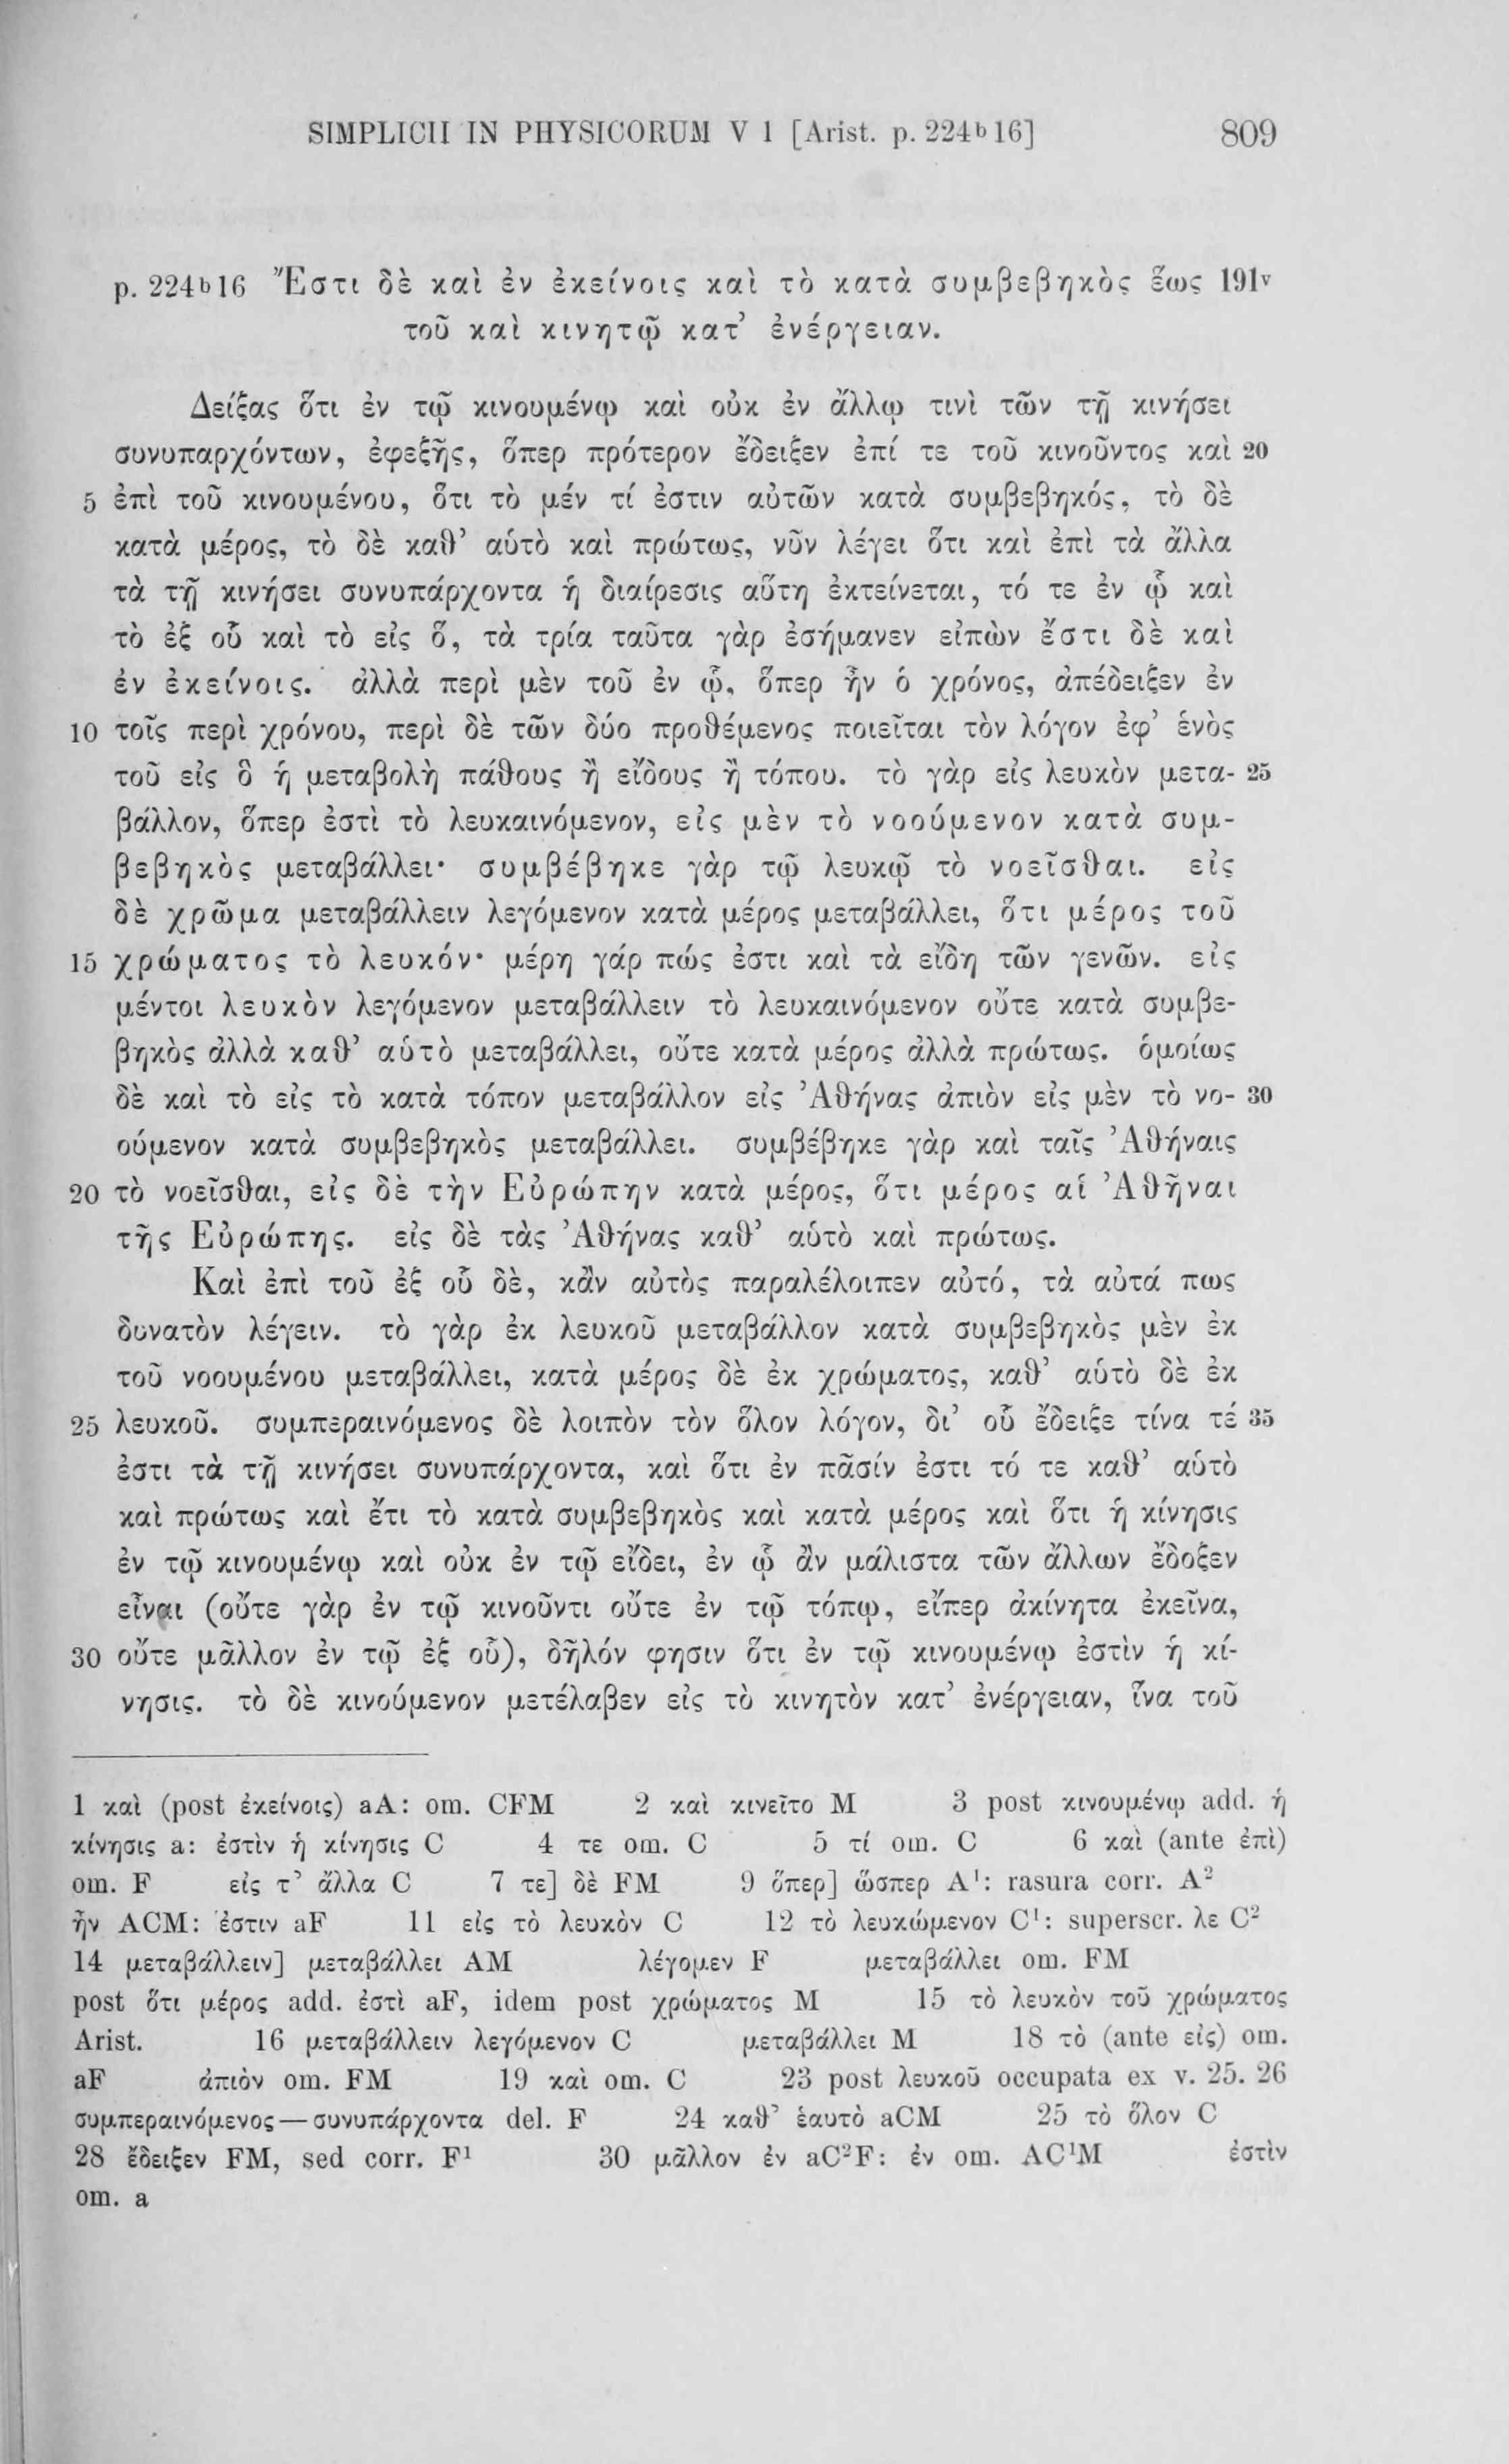 SIMPLICII IN PHYSICORUM V 1 [Arist. p. 224ᵇ16] 809
p. 224ᵇ16 Ἔστι δὲ καὶ ἐν ἐκείνοις καὶ τὸ κατὰ συμβεβηκὸς ἕως 191ᵛ
τοῦ καὶ κινητῷ κατ’ ἐνέργειαν.
Δείξας ὅτι ἐν τῷ κινουμένῳ καὶ οὐκ ἐν ἄλλῳ τινὶ τῶν τῇ κινήσει
συνυπαρχόντων, ἐφεξῆς, ὅπερ πρότερον ἔδειξεν ἐπί τε τοῦ κινοῦντος καὶ 20
5 ἐπὶ τοῦ κινουμένου, ὅτι τὸ μέν τί ἐστιν αὐτῶν κατὰ συμβεβηκός, τὸ δὲ
κατὰ μέρος, τὸ δὲ καθ’ αὑτὸ καὶ πρώτως, νῦν λέγει ὅτι καὶ ἐπὶ τὰ ἄλλα
τὰ τῇ κινήσει συνυπάρχοντα ἡ διαίρεσις αὕτη ἐκτείνεται, τό τε ἐν ᾧ καὶ
τὸ ἐξ οὗ καὶ τὸ εἰς ὅ, τὰ τρία ταῦτα γὰρ ἐσήμανεν εἰπὼν ἔστι δὲ καὶ
ἐν ἐκείνοις. ἀλλὰ περὶ μὲν τοῦ ἐν ᾧ, ὅπερ ἦν ὁ χρόνος, ἀπέδειξεν ἐν
10 τοῖς περὶ χρόνου, περὶ δὲ τῶν δύο προθέμενος ποιεῖται τὸν λόγον ἐφ’ ἑνὸς
τοῦ εἰς ὃ ἡ μεταβολὴ πάθους ἢ εἴδους ἢ τόπου. τὸ γὰρ εἰς λευκὸν μετα- 25
βάλλον, ὅπερ ἐστὶ τὸ λευκαινόμενον, εἰς μὲν τὸ νοούμενον κατὰ συμ-
βεβηκὸς μεταβάλλει· συμβέβηκε γὰρ τῷ λευκῷ τὸ νοεῖσθαι. εἰς
δὲ χρῶμα μεταβάλλειν λεγόμενον κατὰ μέρος μεταβάλλει, ὅτι μέρος τοῦ
15 χρώματος τὸ λευκόν· μέρη γάρ πώς ἐστι καὶ τὰ εἴδη τῶν γενῶν. εἰς
μέντοι λευκὸν λεγόμενον μεταβάλλειν τὸ λευκαινόμενον οὔτε κατὰ συμβε-
βηκὸς ἀλλὰ καθ’ αὑτὸ μεταβάλλει, οὔτε κατὰ μέρος ἀλλὰ πρώτως. ὁμοίως
δὲ καὶ τὸ εἰς τὸ κατὰ τόπον μεταβάλλον εἰς Ἀθήνας ἀπιὸν εἰς μὲν τὸ νο- 30
ούμενον κατὰ συμβεβηκὸς μεταβάλλει. συμβέβηκε γὰρ καὶ ταῖς Ἀθήναις
20 τὸ νοεῖσθαι, εἰς δὲ τὴν Εὐρώπην κατὰ μέρος, ὅτι μέρος αἱ Ἀθῆναι
τῆς Εὐρώπης. εἰς δὲ τὰς Ἀθήνας καθ’ αὑτὸ καὶ πρώτως.
Καὶ ἐπὶ τοῦ ἐξ οὗ δὲ, κἂν αὐτὸς παραλέλοιπεν αὐτό, τὰ αὐτά πως
δυνατὸν λέγειν. τὸ γὰρ ἐκ λευκοῦ μεταβάλλον κατὰ συμβεβηκὸς μὲν ἐκ
τοῦ νοουμένου μεταβάλλει, κατὰ μέρος δὲ ἐκ χρώματος, καθ’ αὑτὸ δὲ ἐκ
25 λευκοῦ. συμπεραινόμενος δὲ λοιπὸν τὸν ὅλον λόγον, δι’ οὗ ἔδειξε τίνα τέ 35
ἐστι τὰ τῇ κινήσει συνυπάρχοντα, καὶ ὅτι ἐν πᾶσίν ἐστι τό τε καθ’ αὑτὸ
καὶ πρώτως καὶ ἔτι τὸ κατὰ συμβεβηκὸς καὶ κατὰ μέρος καὶ ὅτι ἡ κίνησις
ἐν τῷ κινουμένῳ καὶ οὐκ ἐν τῷ εἴδει, ἐν ᾧ ἂν μάλιστα τῶν ἄλλων ἔδοξεν
εἶναι (οὔτε γὰρ ἐν τῷ κινοῦντι οὔτε ἐν τῷ τόπῳ, εἴπερ ἀκίνητα ἐκεῖνα,
30 οὔτε μᾶλλον ἐν τῷ ἐξ οὗ), δῆλόν φησιν ὅτι ἐν τῷ κινουμένῳ ἐστὶν ἡ κί-
νησις. τὸ δὲ κινούμενον μετέλαβεν εἰς τὸ κινητὸν κατ’ ἐνέργειαν, ἵνα τοῦ
1 καὶ (post ἐκείνοις) aA: om. CFM 2 καὶ κινεῖτο M 3 post κινουμένῳ add. ἡ
κίνησις a: ἐστὶν ἡ κίνησις C 4 τε om. C 5 τί om. C 6 καὶ (ante ἐπὶ)
om. F εἰς τ’ ἄλλα C 7 τε] δὲ FM 9 ὅπερ] ὥσπερ A¹: rasura corr. A²
ἦν ACM: ἐστιν aF 11 εἰς τὸ λευκὸν C 12 τὸ λευκώμενον C¹: superscr. λε C²
14 μεταβάλλειν] μεταβάλλει AM λέγομεν F μεταβάλλει om. FM
post ὅτι μέρος add. ἐστὶ aF, idem post χρώματος M 15 τὸ λευκὸν τοῦ χρώματος
Arist. 16 μεταβάλλειν λεγόμενον C μεταβάλλει M 18 τὸ (ante εἰς) om.
aF ἀπιὸν om. FM 19 καὶ om. C 23 post λευκοῦ occupata ex v. 25. 26
συμπεραινόμενος — συνυπάρχοντα del. F 24 καθ’ ἑαυτὸ aCM 25 τὸ ὅλον C
28 ἔδειξεν FM, sed corr. F¹ 30 μᾶλλον ἐν aC²F: ἐν om. AC¹M ἐστὶν
om. a